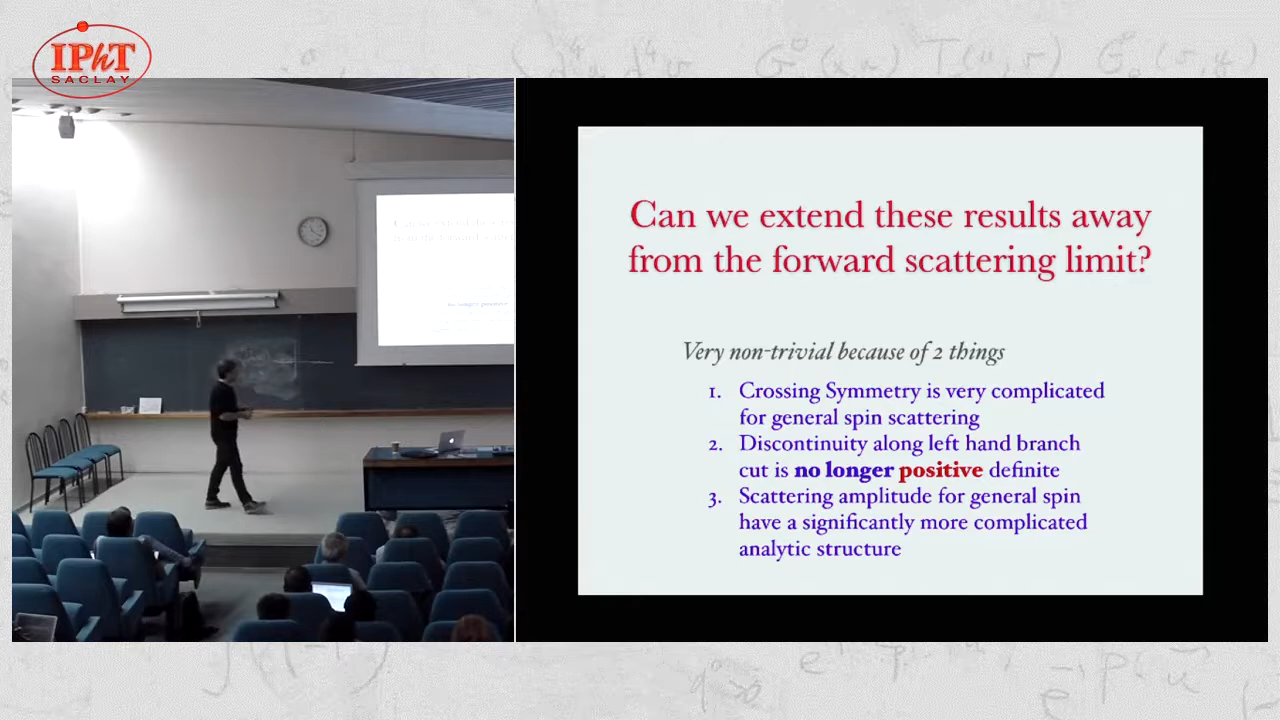 IPhT
SACLAY
Can we extend these results away
from the forward scattering limit?
Very non-trivial because of 2 things
1. Crossing Symmetry is very complicated
for general spin scattering
2. Discontinuity along left hand branch
cut is no longer positive definite
3. Scattering amplitude for general spin
have a significantly more complicated
analytic structure